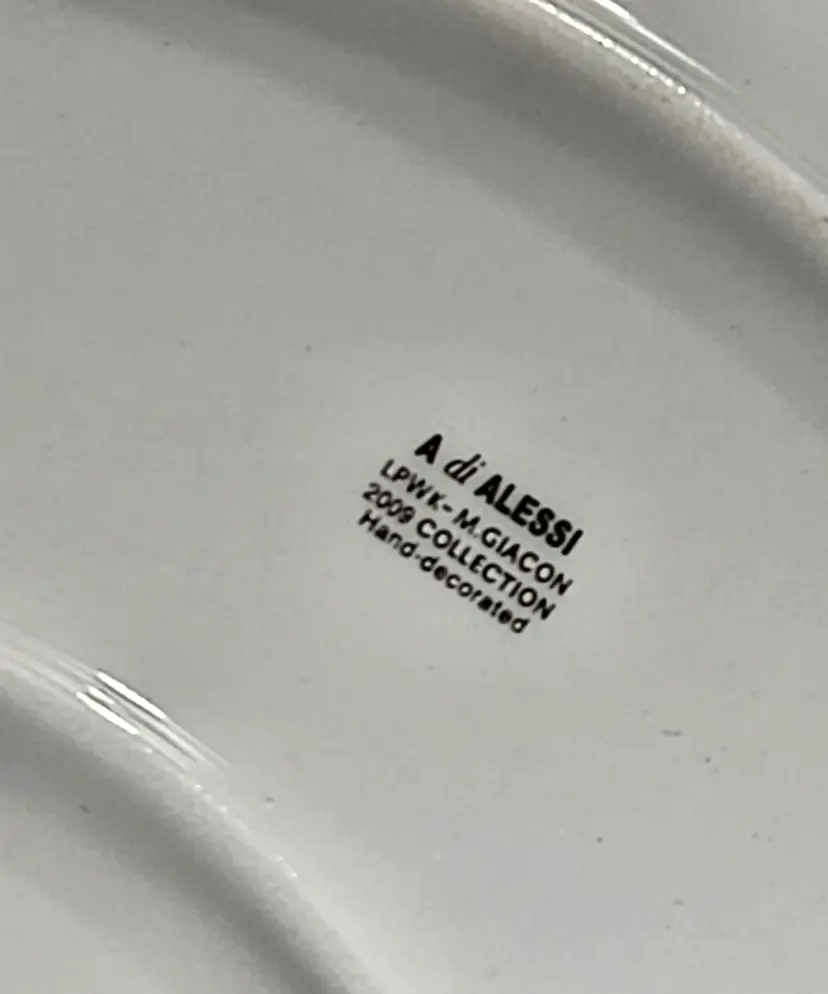 A di ALESSI
LPWK- M.GIACON
2009 COLLECTION
Hand-decorated